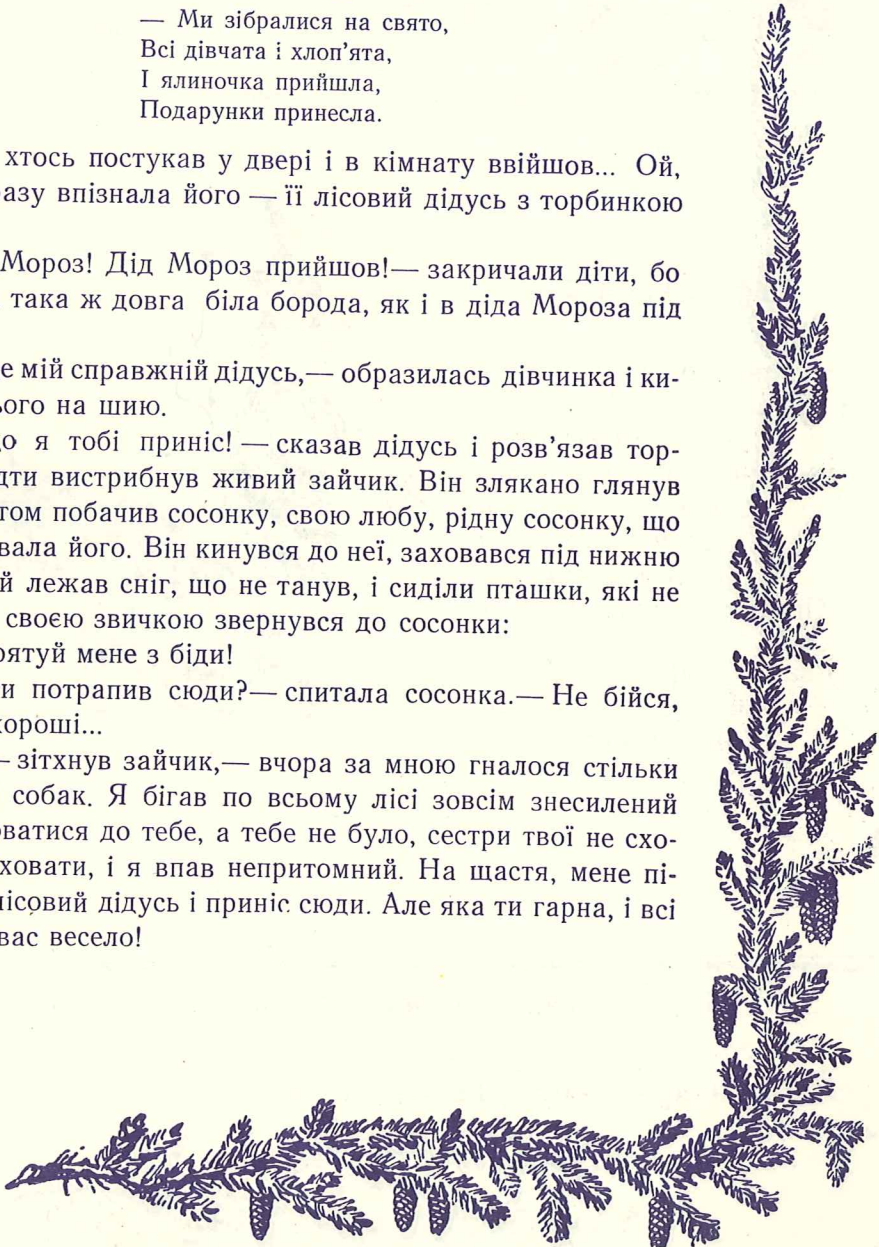 — Ми зібралися на свято,
Всі дівчата і хлоп'ята,
І ялиночка прийшла,
Подарунки принесла.
хтось постукав у двері і в кімнату ввійшов... Ой,
разу впізнала його — її лісовий дідусь з торбинкою
Мороз! Дід Мороз прийшов!— закричали діти, бо
така ж довга біла борода, як і в діда Мороза під
е мій справжній дідусь,— образилась дівчинка і ки-
ього на шию.
о я тобі приніс! — сказав дідусь і розв'язав тор-
дти вистрибнув живий зайчик. Він злякано глянув
том побачив сосонку, свою любу, рідну сосонку, що
вала його. Він кинувся до неї, заховався під нижню
й лежав сніг, що не танув, і сиділи пташки, які не
своєю звичкою звернувся до сосонки:
рятуй мене з біди!
и потрапив сюди?— спитала сосонка.— Не бійся,
хороші...
— зітхнув зайчик,— вчора за мною гналося стільки
собак. Я бігав по всьому лісі зовсім знесилений
ватися до тебе, а тебе не було, сестри твої не схо-
ховати, і я впав непритомний. На щастя, мене пі-
лісовий дідусь і приніс сюди. Але яка ти гарна, і всі
вас весело!